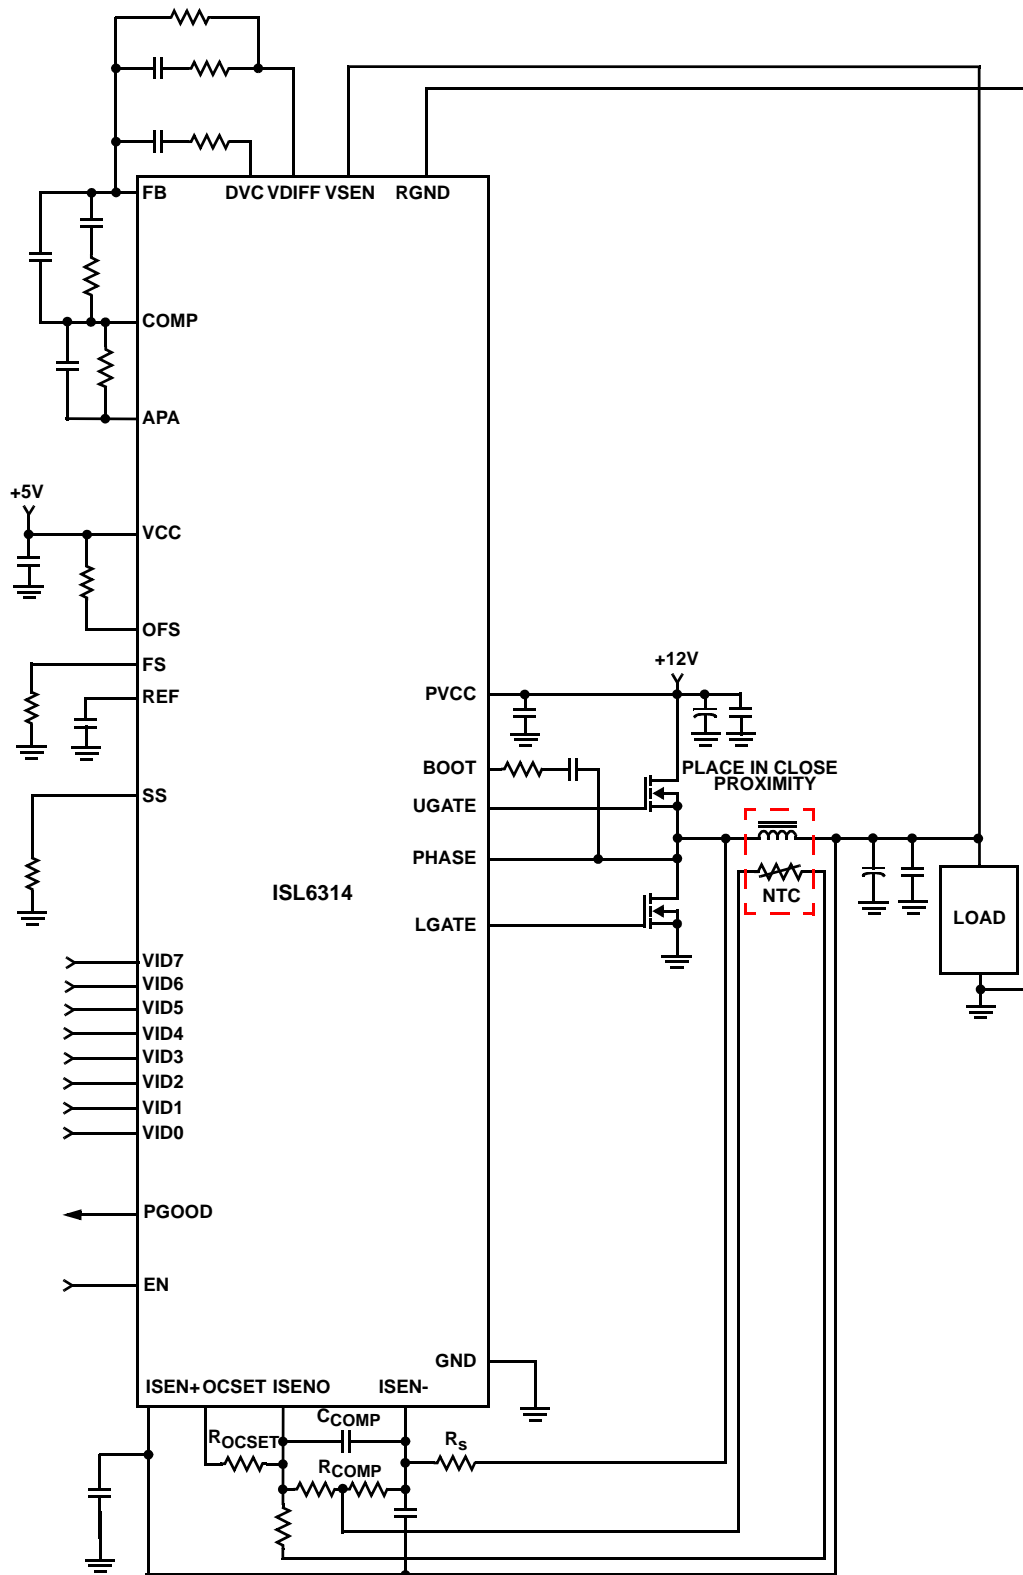 FB
DVC VDIFF VSEN RGND
COMP
APA
+5V
VCC
OFS
FS
REF
SS
+12V
PVCC
BOOT
PLACE IN CLOSE
PROXIMITY
UGATE
PHASE
NTC
ISL6314
LGATE
LOAD
VID7
VID6
VID5
VID4
VID3
VID2
VID1
VID0
PGOOD
EN
GND
ISEN+ OCSET ISENO ISEN-
CCOMP
ROCSET
RCOMP
Rs